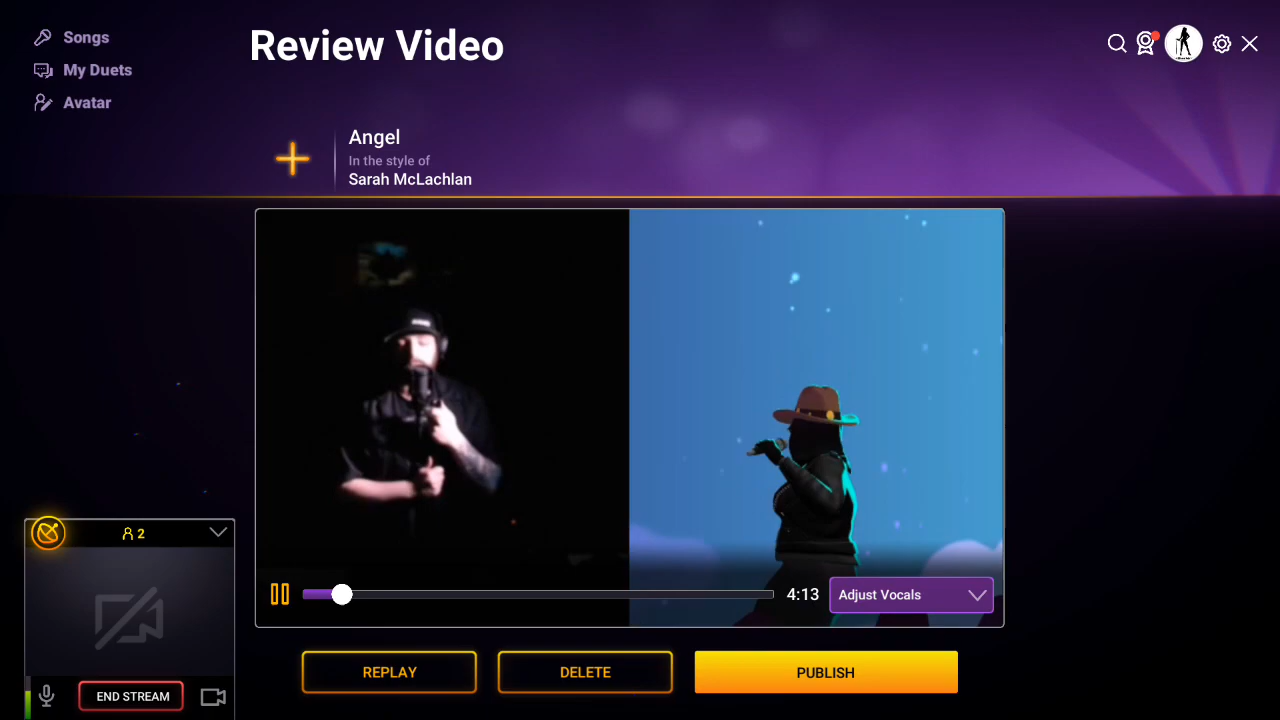 Songs
My Duets
Avatar
Review Video
Angel
In the style of
Sarah McLachlan
2
4:13
Adjust Vocals
END STREAM
REPLAY
DELETE
PUBLISH